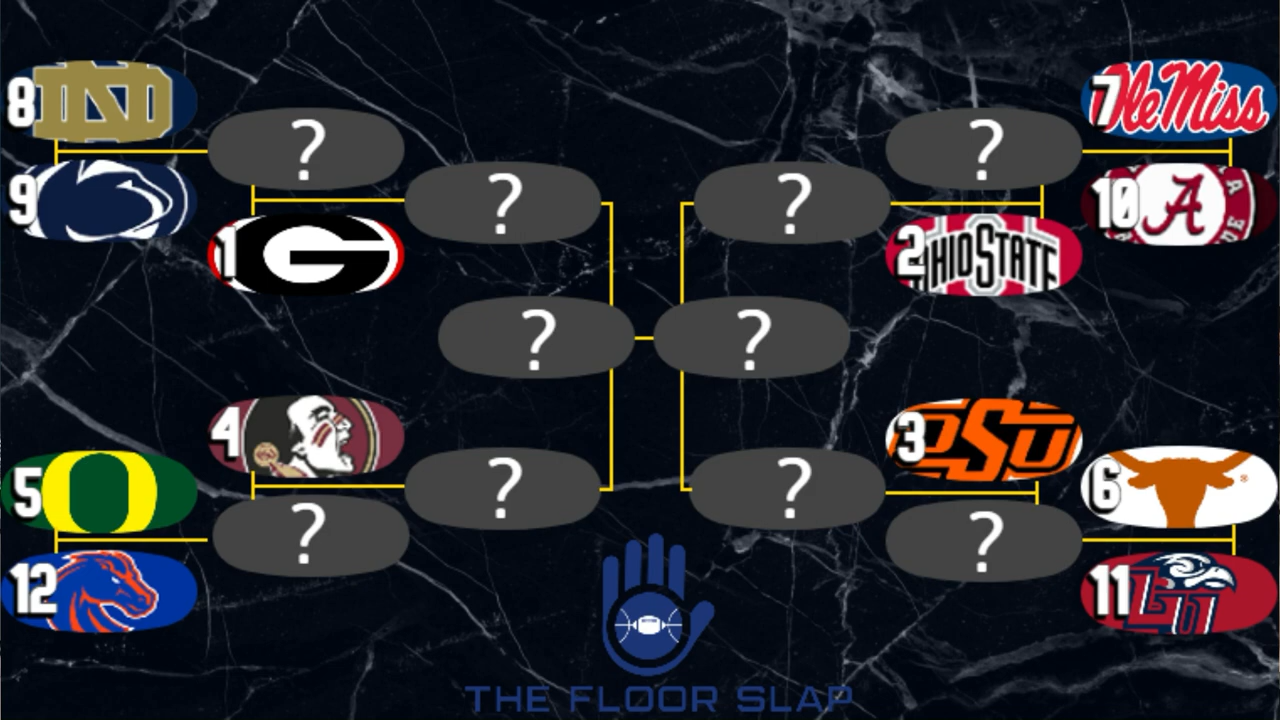 8 ND
?
?
?
7 Ole Miss
9
1 G
?
2 OHIO STATE
10 A
?
?
4
3 OSU
5 O
?
?
6
12
?
?
11 LU
THE FLOOR SLAP